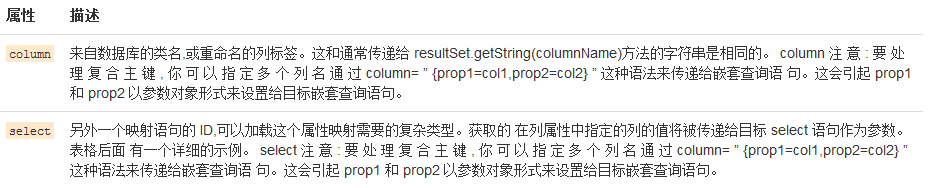 属性 描述
column 来自数据库的类名,或重命名的列标签。这和通常传递给 resultSet.getString(columnName)方法的字符串是相同的。 column 注 意 : 要 处
理 复 合 主 键 , 你 可 以 指 定 多 个 列 名 通 过 column= ” {prop1=col1,prop2=col2} ” 这种语法来传递给嵌套查询语 句。这会引起 prop1
和 prop2 以参数对象形式来设置给目标嵌套查询语句。
select 另外一个映射语句的 ID,可以加载这个属性映射需要的复杂类型。获取的 在列属性中指定的列的值将被传递给目标 select 语句作为参数。
表格后面 有一个详细的示例。 select 注 意 : 要 处 理 复 合 主 键 , 你 可 以 指 定 多 个 列 名 通 过 column= ” {prop1=col1,prop2=col2} ”
这种语法来传递给嵌套查询语 句。这会引起 prop1 和 prop2 以参数对象形式来设置给目标嵌套查询语句。